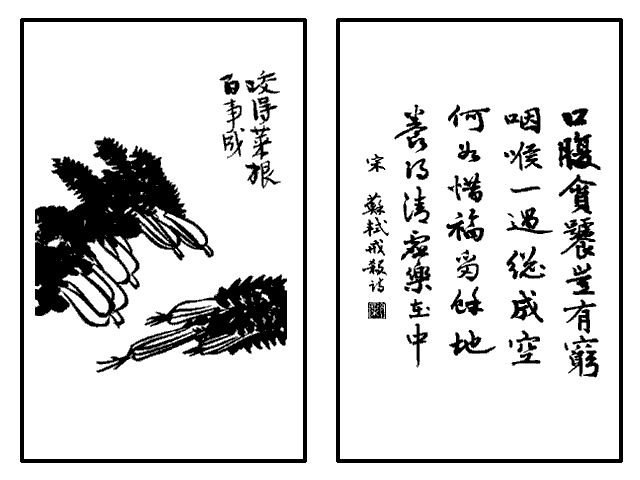 咬得菜根
百事成
口腹貪饕豈有窮
咽喉一過總成空
何如惜福留餘地
養得清虛樂在中
宋 蘇軾戒殺詩